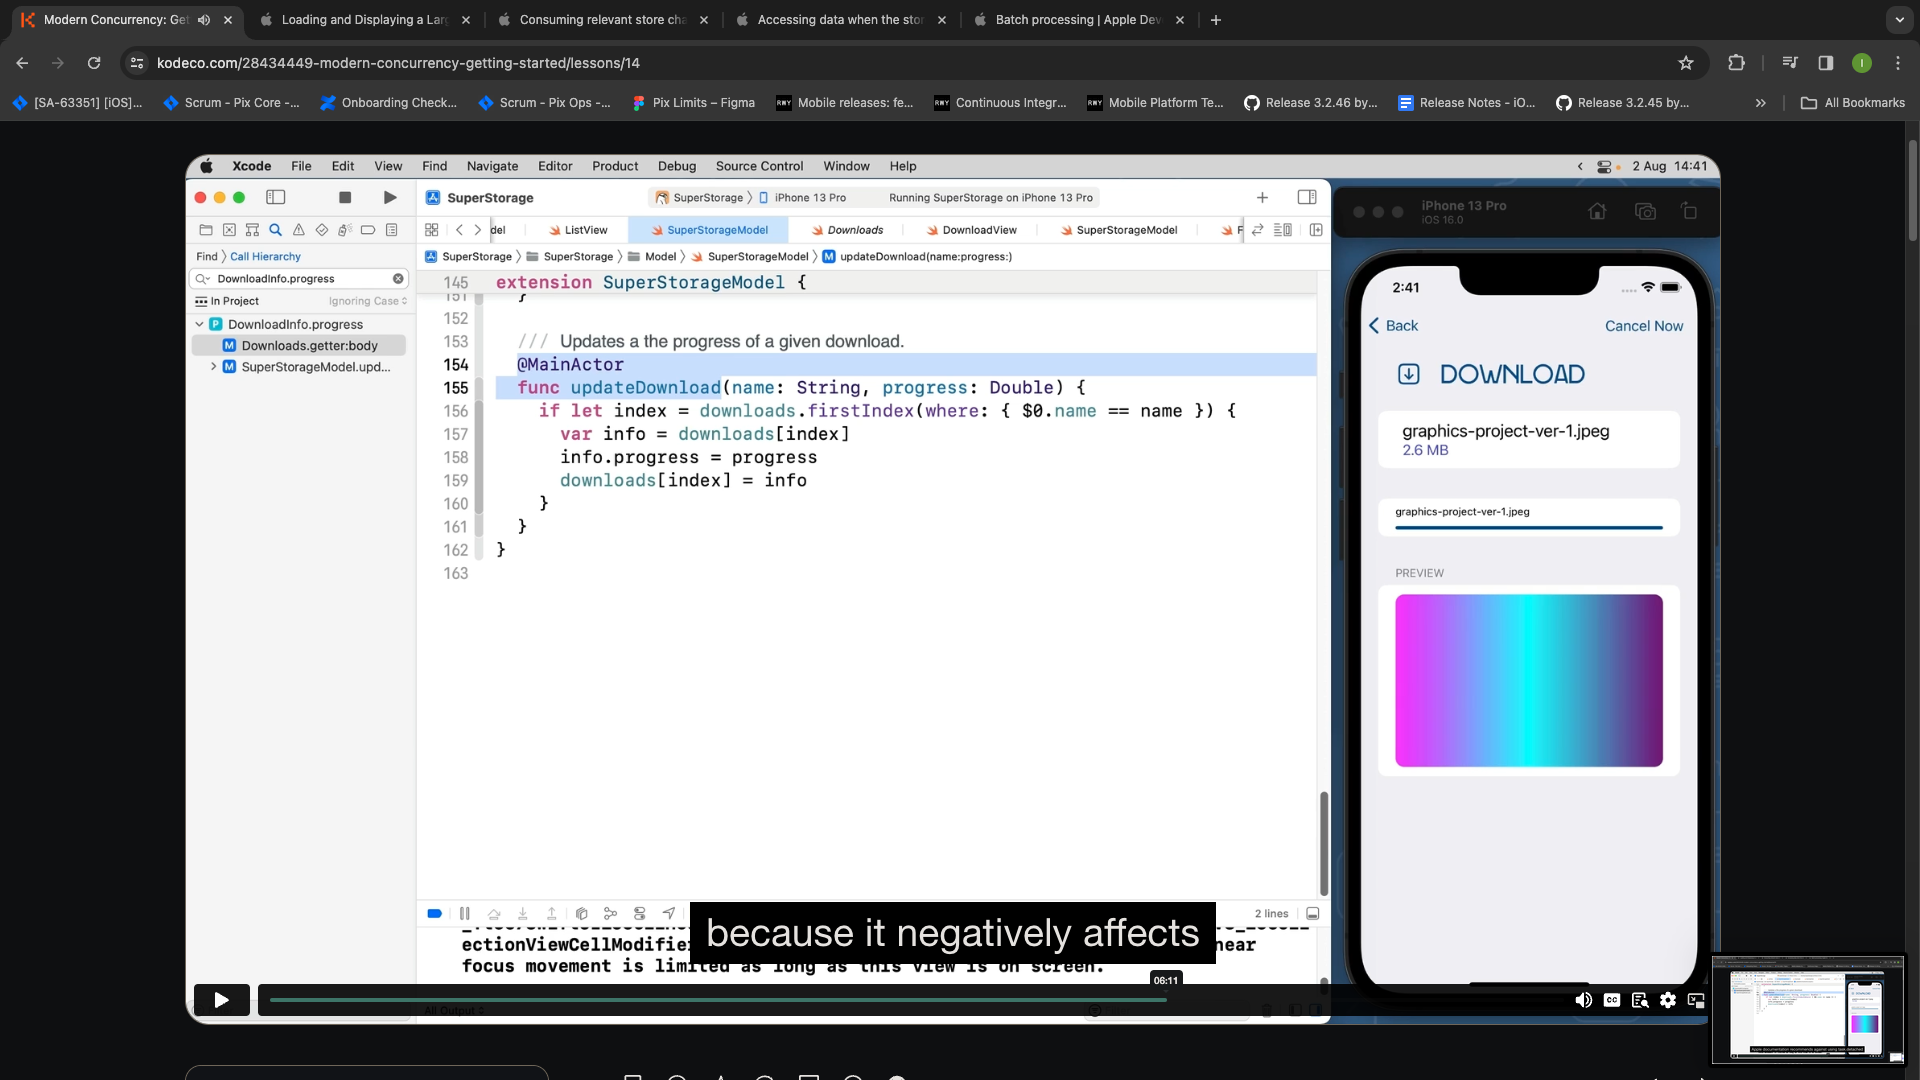 Modern Concurrency: Get
Loading and Displaying a Lar
Consuming relevant store cha
Accessing data when the stor
Batch processing | Apple Dev
kodeco.com/28434449-modern-concurrency-getting-started/lessons/14
[SA-63351] [iOS]...
Scrum - Pix Core -...
Onboarding Check...
Scrum - Pix Ops -...
Pix Limits – Figma
Mobile releases: fe...
Continuous Integr...
Mobile Platform Te...
Release 3.2.46 by...
Release Notes - iO...
Release 3.2.45 by...
All Bookmarks
Xcode File Edit View Find Navigate Editor Product Debug Source Control Window Help
2 Aug 14:41
SuperStorage
SuperStorage iPhone 13 Pro
Running SuperStorage on iPhone 13 Pro
del
ListView
SuperStorageModel
Downloads
DownloadView
SuperStorageModel
F
Find Call Hierarchy
DownloadInfo.progress
In Project
Ignoring Case
DownloadInfo.progress
Downloads.getter:body
SuperStorageModel.upd...
SuperStorage SuperStorage Model SuperStorageModel updateDownload(name:progress:)
145 extension SuperStorageModel {
151 }
152
153 /// Updates a the progress of a given download.
154 @MainActor
155 func updateDownload(name: String, progress: Double) {
156 if let index = downloads.firstIndex(where: { $0.name == name }) {
157 var info = downloads[index]
158 info.progress = progress
159 downloads[index] = info
160 }
161 }
162 }
163
2 lines
ectionViewCellModifier
near
focus movement is limited as long as this view is on screen.
because it negatively affects
06:11
All Output
iPhone 13 Pro
iOS 16.0
2:41
Back
Cancel Now
DOWNLOAD
graphics-project-ver-1.jpeg
2.6 MB
graphics-project-ver-1.jpeg
PREVIEW
CC